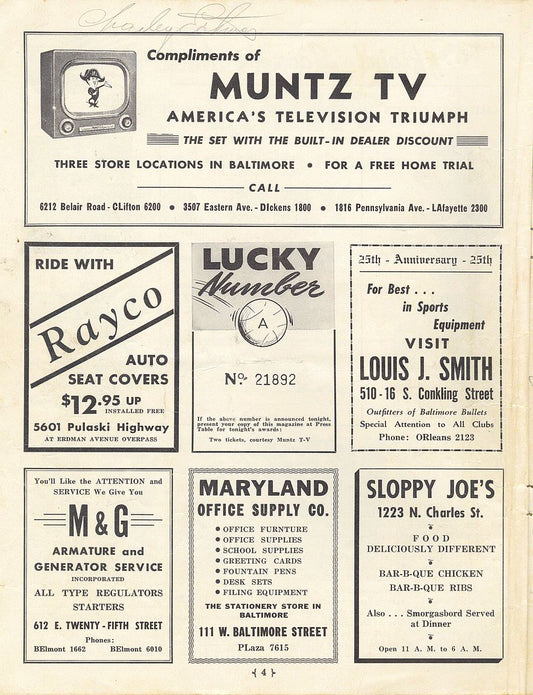 Compliments of
MUNTZ TV
AMERICA'S TELEVISION TRIUMPH
THE SET WITH THE BUILT-IN DEALER DISCOUNT
THREE STORE LOCATIONS IN BALTIMORE • FOR A FREE HOME TRIAL
CALL
6212 Belair Road - CLifton 6200 • 3507 Eastern Ave. - DIckens 1800 • 1816 Pennsylvania Ave. - LAfayette 2300
RIDE WITH
Rayco
AUTO
SEAT COVERS
$12.95 UP
INSTALLED FREE
5601 Pulaski Highway
AT ERDMAN AVENUE OVERPASS
LUCKY
Number
A
No. 21892
If the above number is announced tonight,
present your copy of this magazine at Press
Table for tonight's awards:
Two tickets, courtesy Muntz T-V
25th - Anniversary - 25th
For Best . . .
in Sports
Equipment
VISIT
LOUIS J. SMITH
510-16 S. Conkling Street
Outfitters of Baltimore Bullets
Special Attention to All Clubs
Phone: ORleans 2123
You'll Like the ATTENTION and
SERVICE We Give You
M & G
ARMATURE and
GENERATOR SERVICE
INCORPORATED
ALL TYPE REGULATORS
STARTERS
612 E. TWENTY - FIFTH STREET
Phones:
BElmont 1662 BElmont 6010
MARYLAND
OFFICE SUPPLY CO.
• OFFICE FURNTURE
• OFFICE SUPPLIES
• SCHOOL SUPPLIES
• GREETING CARDS
• FOUNTAIN PENS
• DESK SETS
• FILING EQUIPMENT
THE STATIONERY STORE IN
BALTIMORE
111 W. BALTIMORE STREET
PLaza 7615
SLOPPY JOE'S
1223 N. Charles St.
FOOD
DELICIOUSLY DIFFERENT
BAR-B-QUE CHICKEN
BAR-B-QUE RIBS
Also . . . Smorgasbord Served
at Dinner
Open 11 A. M. to 6 A. M.
4